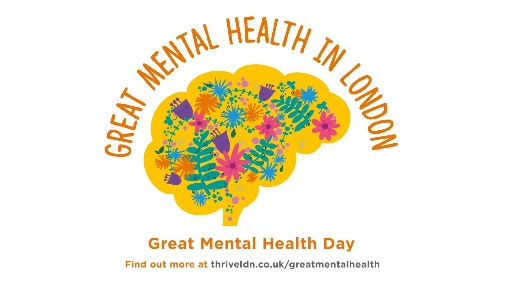 GREAT MENTAL HEALTH IN LONDON
Great Mental Health Day
Find out more at thriveldn.co.uk/greatmentalhealth